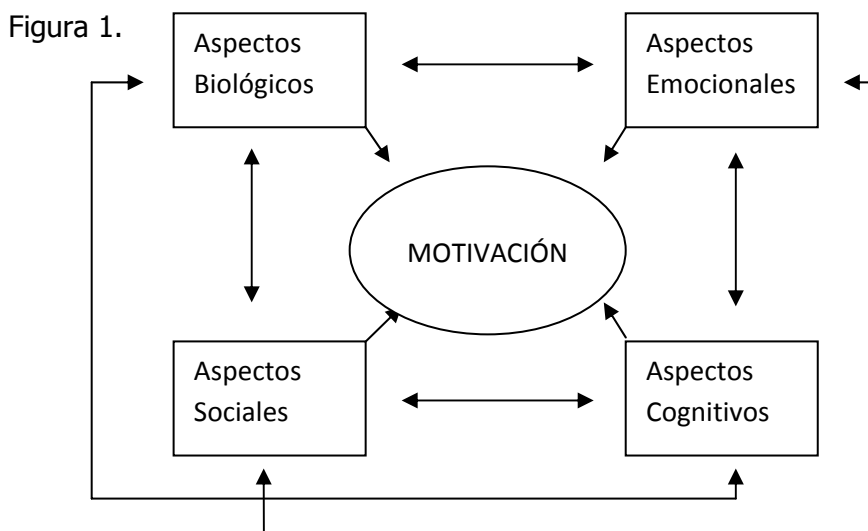 Figura 1.
Aspectos
Biológicos
Aspectos
Emocionales
MOTIVACIÓN
Aspectos
Sociales
Aspectos
Cognitivos